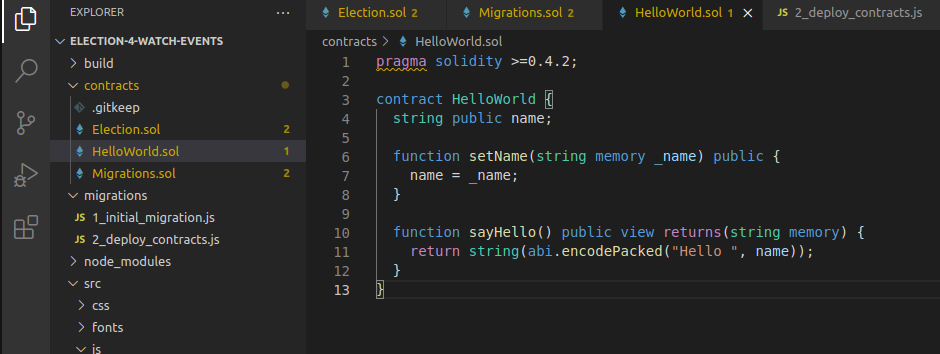 EXPLORER
ELECTION-4-WATCH-EVENTS
build
contracts
.gitkeep
Election.sol 2
HelloWorld.sol 1
Migrations.sol 2
migrations
JS 1_initial_migration.js
JS 2_deploy_contracts.js
node_modules
src
css
fonts
js
Election.sol 2 Migrations.sol 2 HelloWorld.sol 1 JS 2_deploy_contracts.js
contracts > HelloWorld.sol
1 pragma solidity >=0.4.2;
2
3 contract HelloWorld {
4 string public name;
5
6 function setName(string memory _name) public {
7 name = _name;
8 }
9
10 function sayHello() public view returns(string memory) {
11 return string(abi.encodePacked("Hello ", name));
12 }
13 }